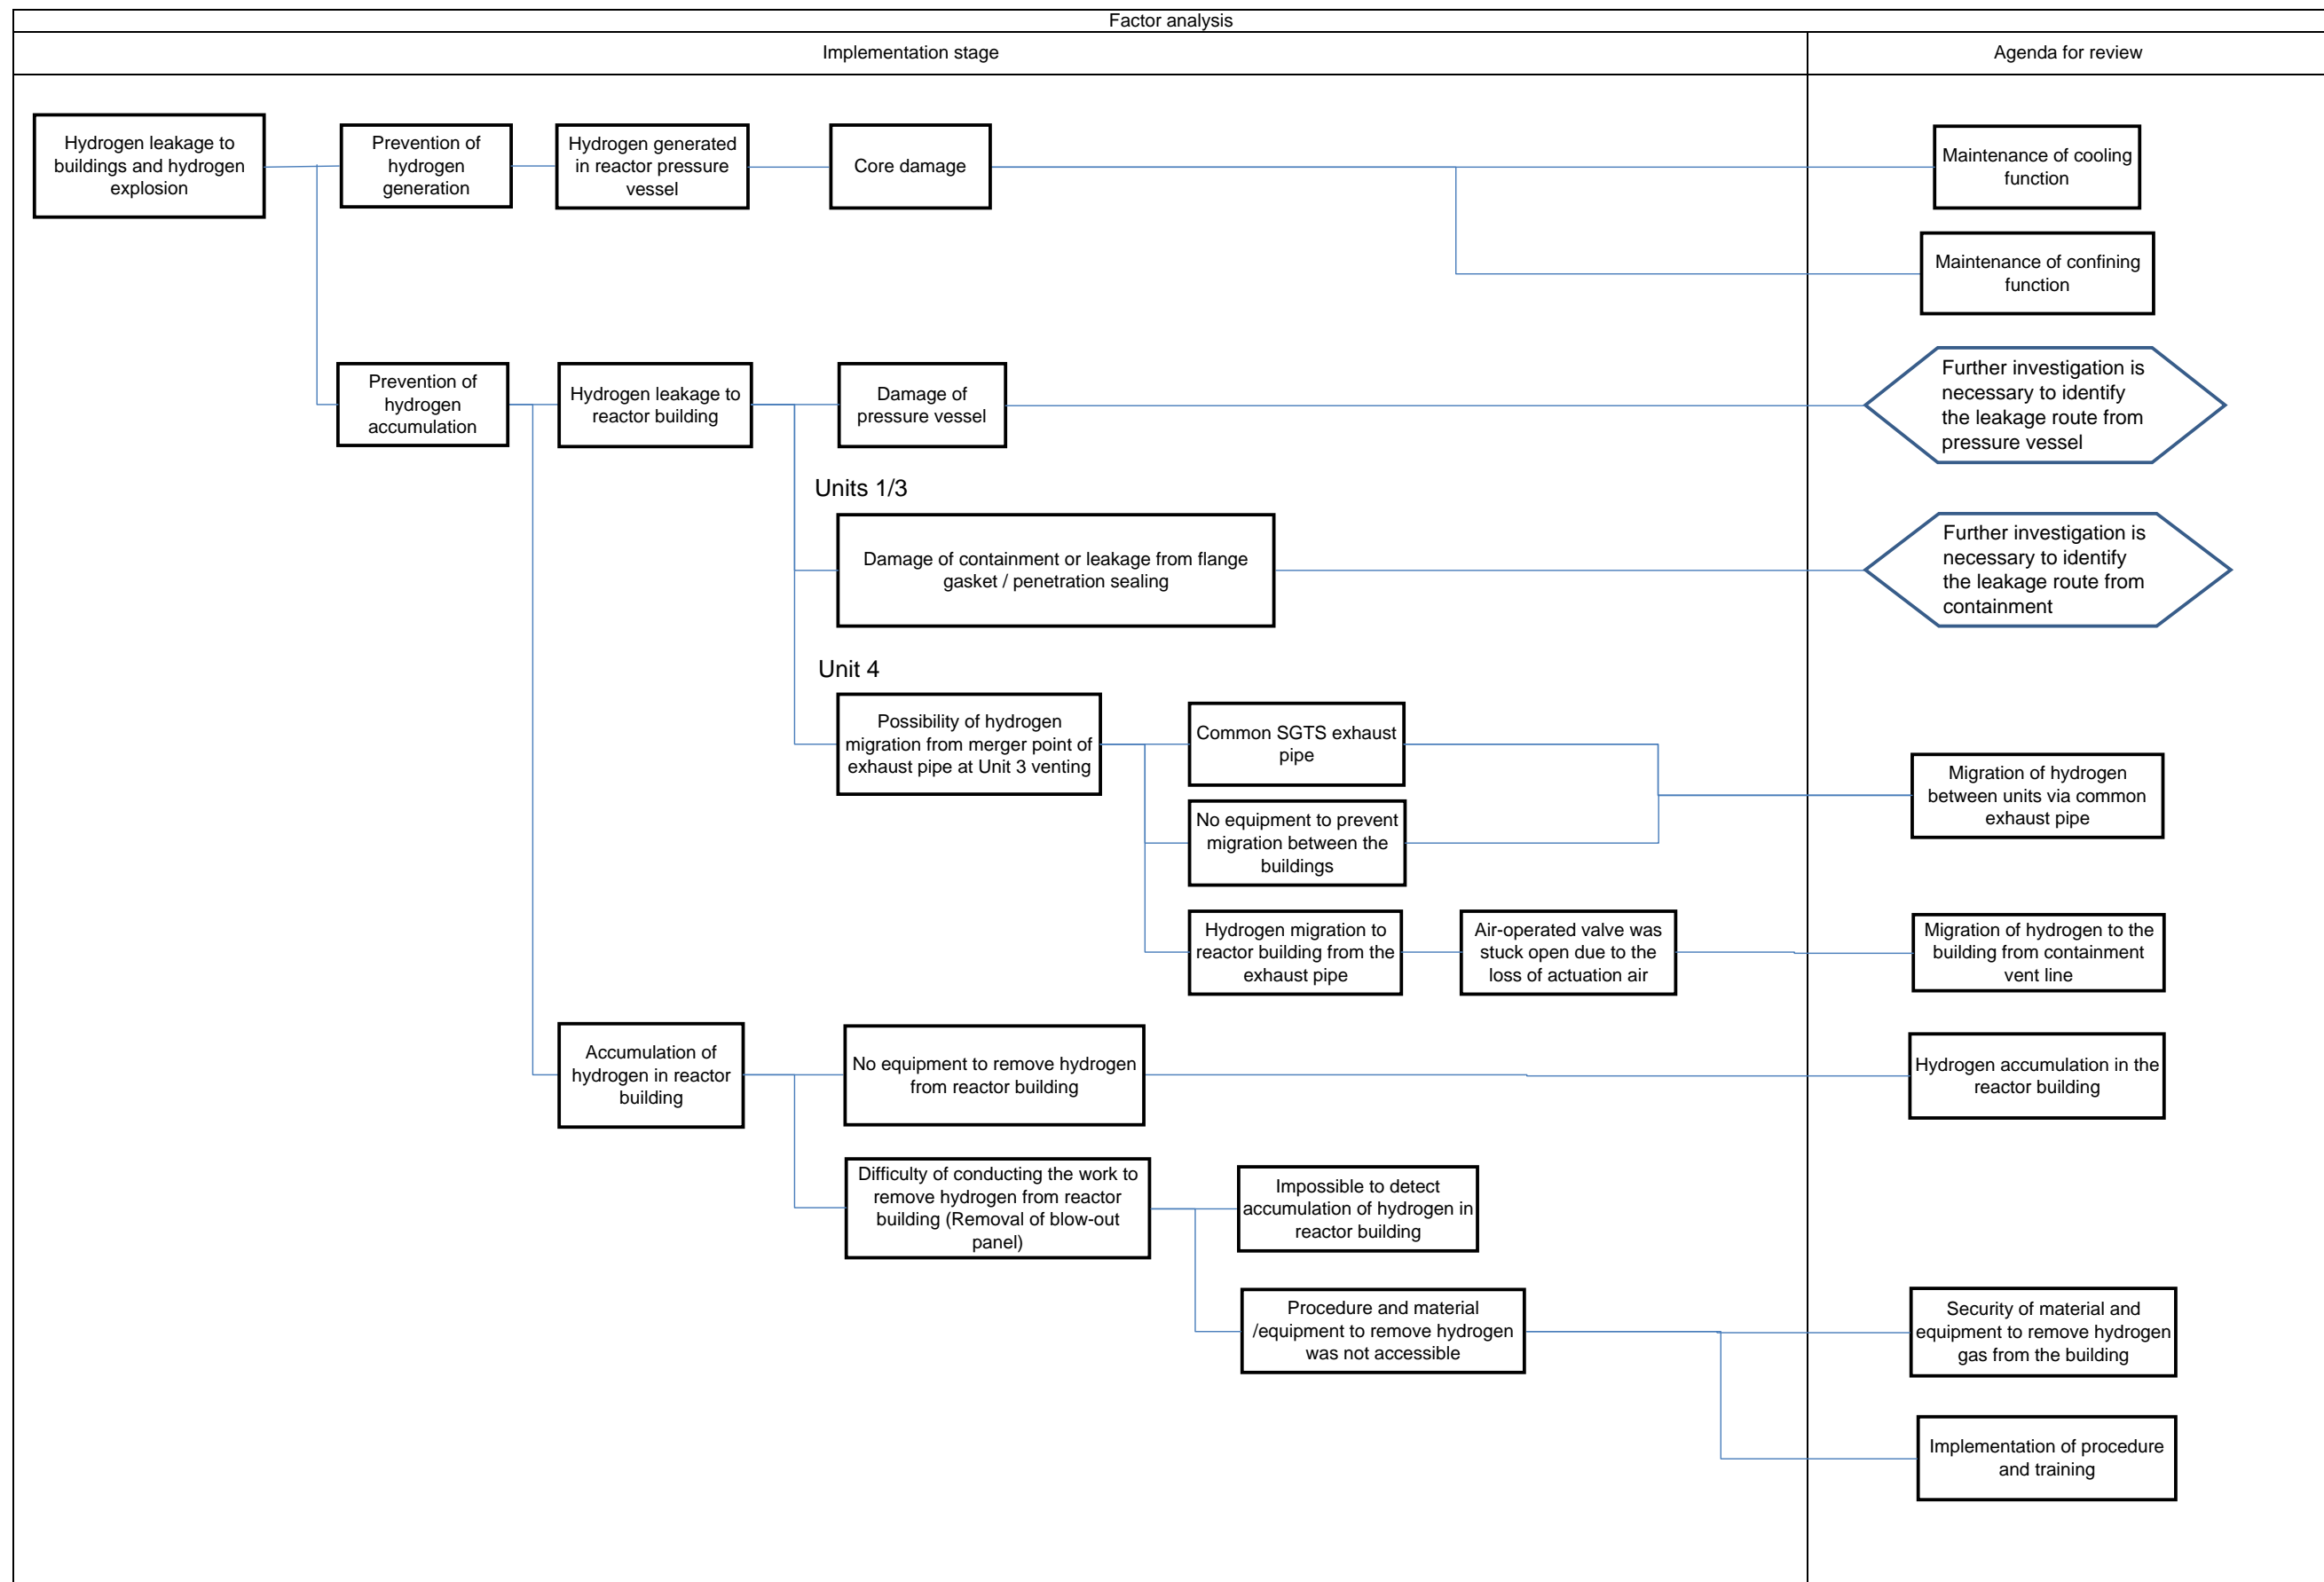 Factor analysis
Implementation stage
Agenda for review
Hydrogen leakage to
buildings and hydrogen
explosion
Prevention of
hydrogen
generation
Hydrogen generated
in reactor pressure
vessel
Core damage
Maintenance of cooling
function
Maintenance of confining
function
Prevention of
hydrogen
accumulation
Hydrogen leakage to
reactor building
Damage of
pressure vessel
Further investigation is
necessary to identify
the leakage route from
pressure vessel
Units 1/3
Damage of containment or leakage from flange
gasket / penetration sealing
Further investigation is
necessary to identify
the leakage route from
containment
Unit 4
Possibility of hydrogen
migration from merger point of
exhaust pipe at Unit 3 venting
Common SGTS exhaust
pipe
No equipment to prevent
migration between the
buildings
Migration of hydrogen
between units via common
exhaust pipe
Hydrogen migration to
reactor building from the
exhaust pipe
Air-operated valve was
stuck open due to the
loss of actuation air
Migration of hydrogen to the
building from containment
vent line
Accumulation of
hydrogen in reactor
building
No equipment to remove hydrogen
from reactor building
Hydrogen accumulation in the
reactor building
Difficulty of conducting the work to
remove hydrogen from reactor
building (Removal of blow-out
panel)
Impossible to detect
accumulation of hydrogen in
reactor building
Procedure and material
/equipment to remove hydrogen
was not accessible
Security of material and
equipment to remove hydrogen
gas from the building
Implementation of procedure
and training